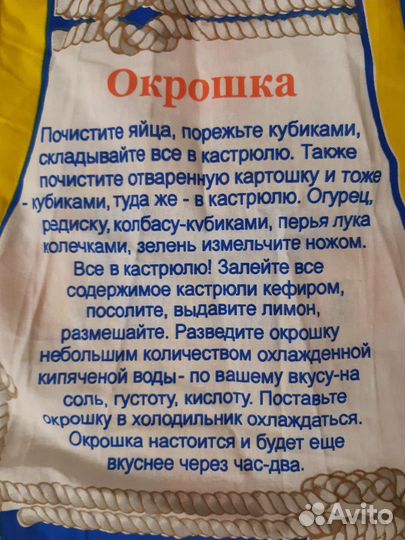 Окрошка
Почистите яйца, порежьте кубиками,
складывайте все в кастрюлю. Также
почистите отваренную картошку и тоже
- кубиками, туда же - в кастрюлю. Огурец,
редиску, колбасу-кубиками, перья лука
колечками, зелень измельчите ножом.
Все в кастрюлю! Залейте все
содержимое кастрюли кефиром,
посолите, выдавите лимон,
размешайте. Разведите окрошку
небольшим количеством охлажденной
кипяченой воды- по вашему вкусу-на
соль, густоту, кислоту. Поставьте
окрошку в холодильник охлаждаться.
Окрошка настоится и будет еще
вкуснее через час-два.
Avito